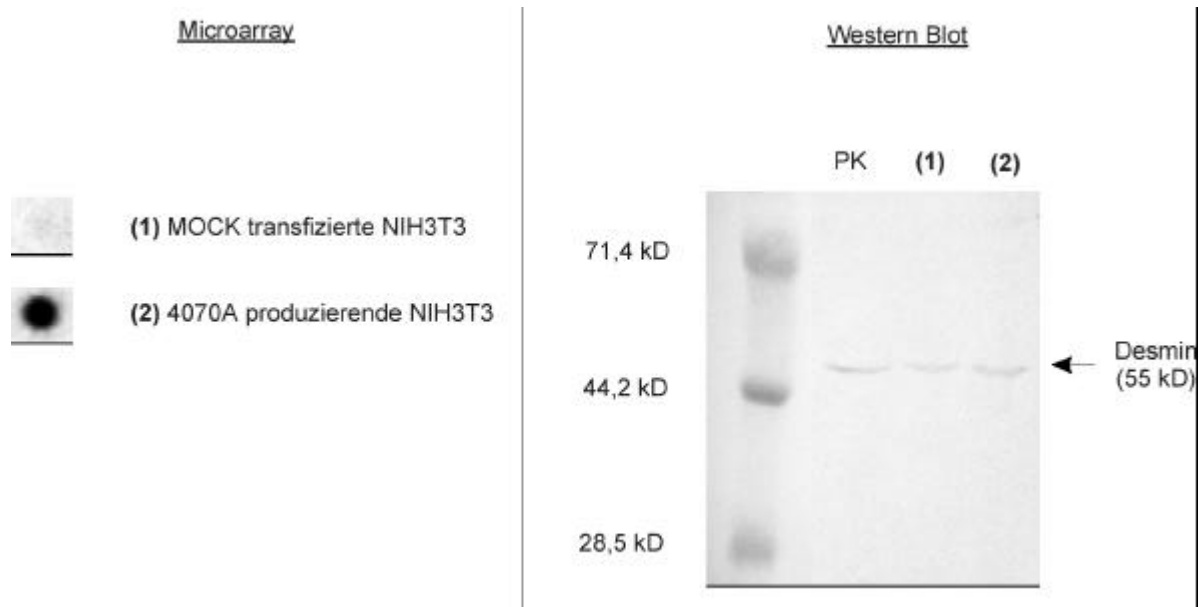 Microarray
(1) MOCK transfizierte NIH3T3
(2) 4070A produzierende NIH3T3
Western Blot
PK (1) (2)
71,4 kD
44,2 kD
28,5 kD
Desmin
(55 kD)